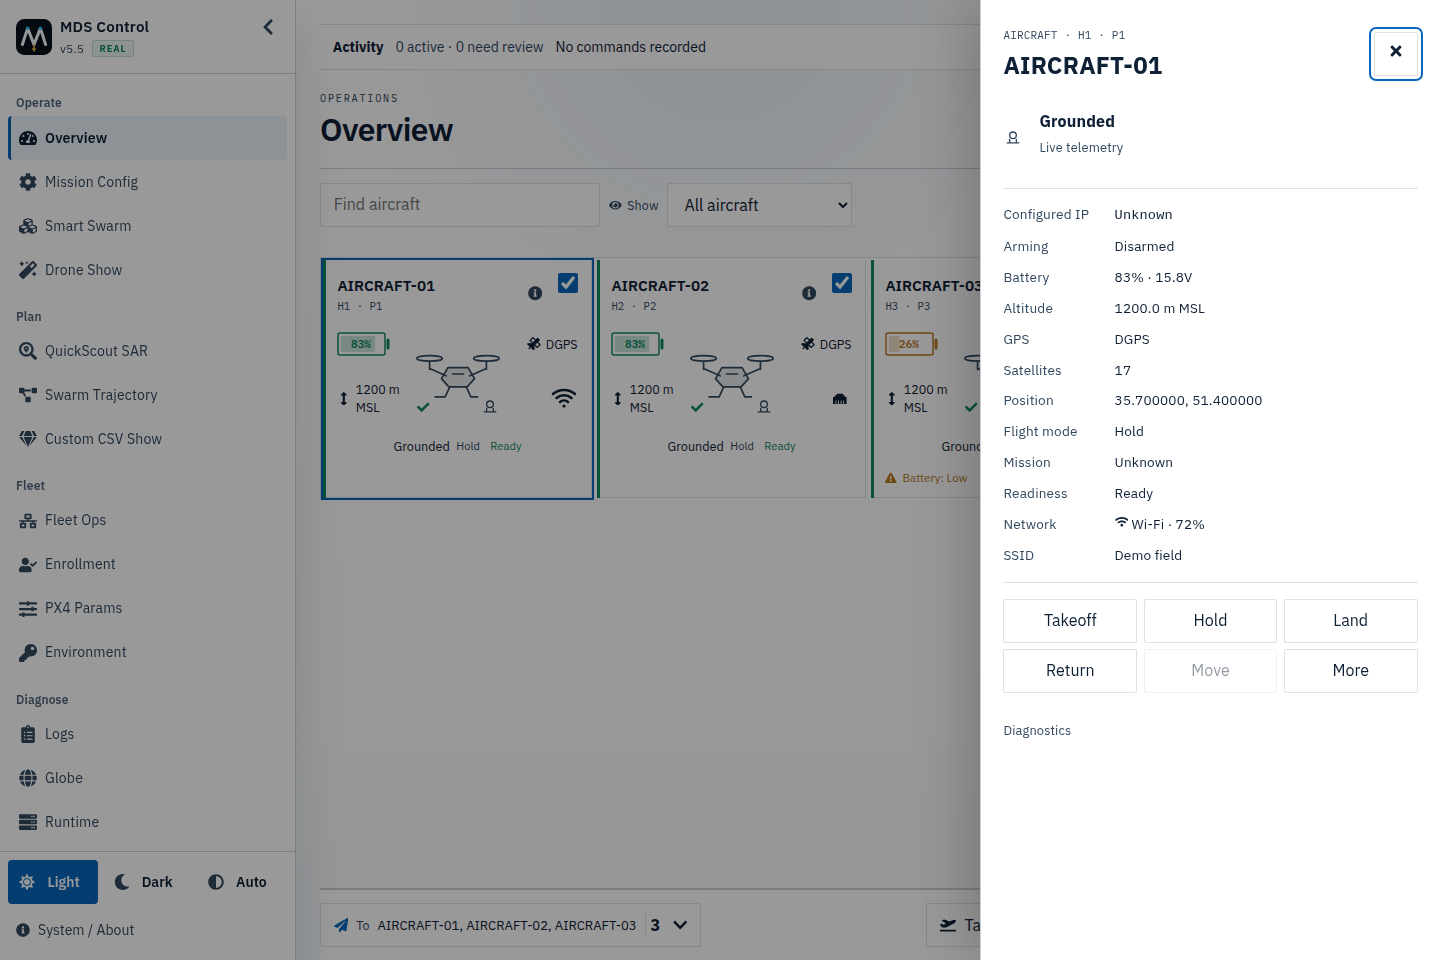 MDS Control
v5.5 REAL
Operate
Overview
Mission Config
Smart Swarm
Drone Show
Plan
QuickScout SAR
Swarm Trajectory
Custom CSV Show
Fleet
Fleet Ops
Enrollment
PX4 Params
Environment
Diagnose
Logs
Globe
Runtime
Light Dark Auto
System / About
Activity 0 active · 0 need review No commands recorded
OPERATIONS
Overview
Find aircraft Show All aircraft
AIRCRAFT-01
H1 · P1
83% DGPS
1200 m
MSL
Grounded Hold Ready
AIRCRAFT-02
H2 · P2
83% DGPS
1200 m
MSL
Grounded Hold Ready
AIRCRAFT-03
H3 · P3
26%
1200 m
MSL
Battery: Low
To AIRCRAFT-01, AIRCRAFT-02, AIRCRAFT-03 3
AIRCRAFT · H1 · P1
AIRCRAFT-01
Grounded
Live telemetry
Configured IP Unknown
Arming Disarmed
Battery 83% · 15.8V
Altitude 1200.0 m MSL
GPS DGPS
Satellites 17
Position 35.700000, 51.400000
Flight mode Hold
Mission Unknown
Readiness Ready
Network Wi-Fi · 72%
SSID Demo field
Takeoff Hold Land
Return Move More
Diagnostics